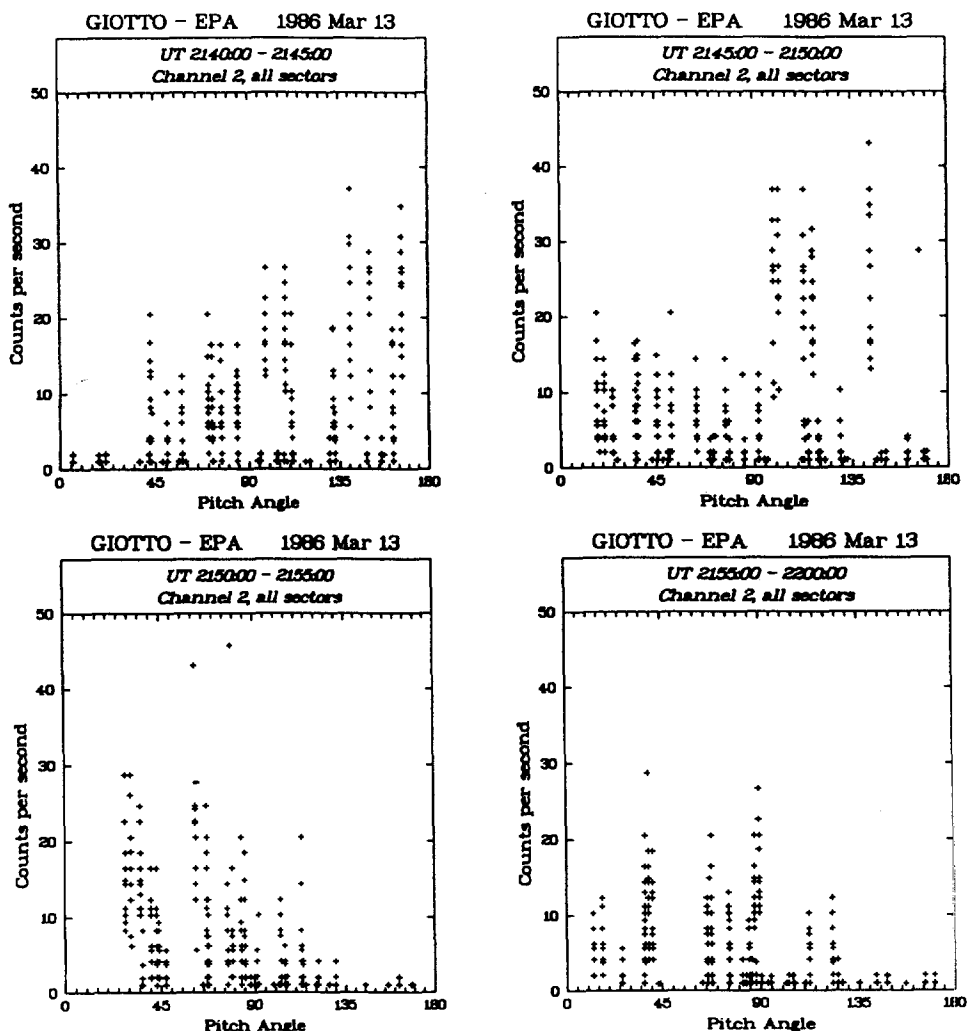 GIOTTO - EPA 1986 Mar 13
UT 2140:00 - 2145:00
Channel 2, all sectors
50
40
30
20
10
0
Counts per second
0 45 90 135 180
Pitch Angle
GIOTTO - EPA 1986 Mar 13
UT 2145:00 - 2150:00
Channel 2, all sectors
50
40
30
20
10
0
Counts per second
0 45 90 135 180
Pitch Angle
GIOTTO - EPA 1986 Mar 13
UT 2150:00 - 2155:00
Channel 2, all sectors
50
40
30
20
10
0
Counts per second
0 45 90 135 180
Pitch Angle
GIOTTO - EPA 1986 Mar 13
UT 2155:00 - 2200:00
Channel 2, all sectors
50
40
30
20
10
0
Counts per second
0 45 90 135 180
Pitch Angle